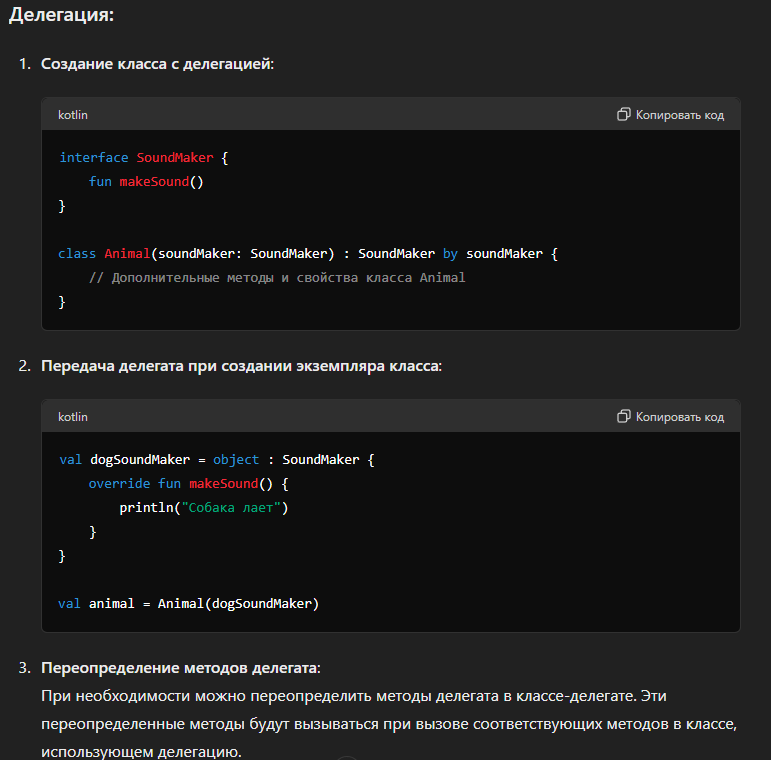 Делегация:
1. Создание класса с делегацией:
kotlin Копировать код
interface SoundMaker {
    fun makeSound()
}
class Animal(soundMaker: SoundMaker) : SoundMaker by soundMaker {
    // Дополнительные методы и свойства класса Animal
}
2. Передача делегата при создании экземпляра класса:
kotlin Копировать код
val dogSoundMaker = object : SoundMaker {
    override fun makeSound() {
        println("Собака лает")
    }
}
val animal = Animal(dogSoundMaker)
3. Переопределение методов делегата:
При необходимости можно переопределить методы делегата в классе-делегате. Эти
переопределенные методы будут вызываться при вызове соответствующих методов в классе,
использующем делегацию.